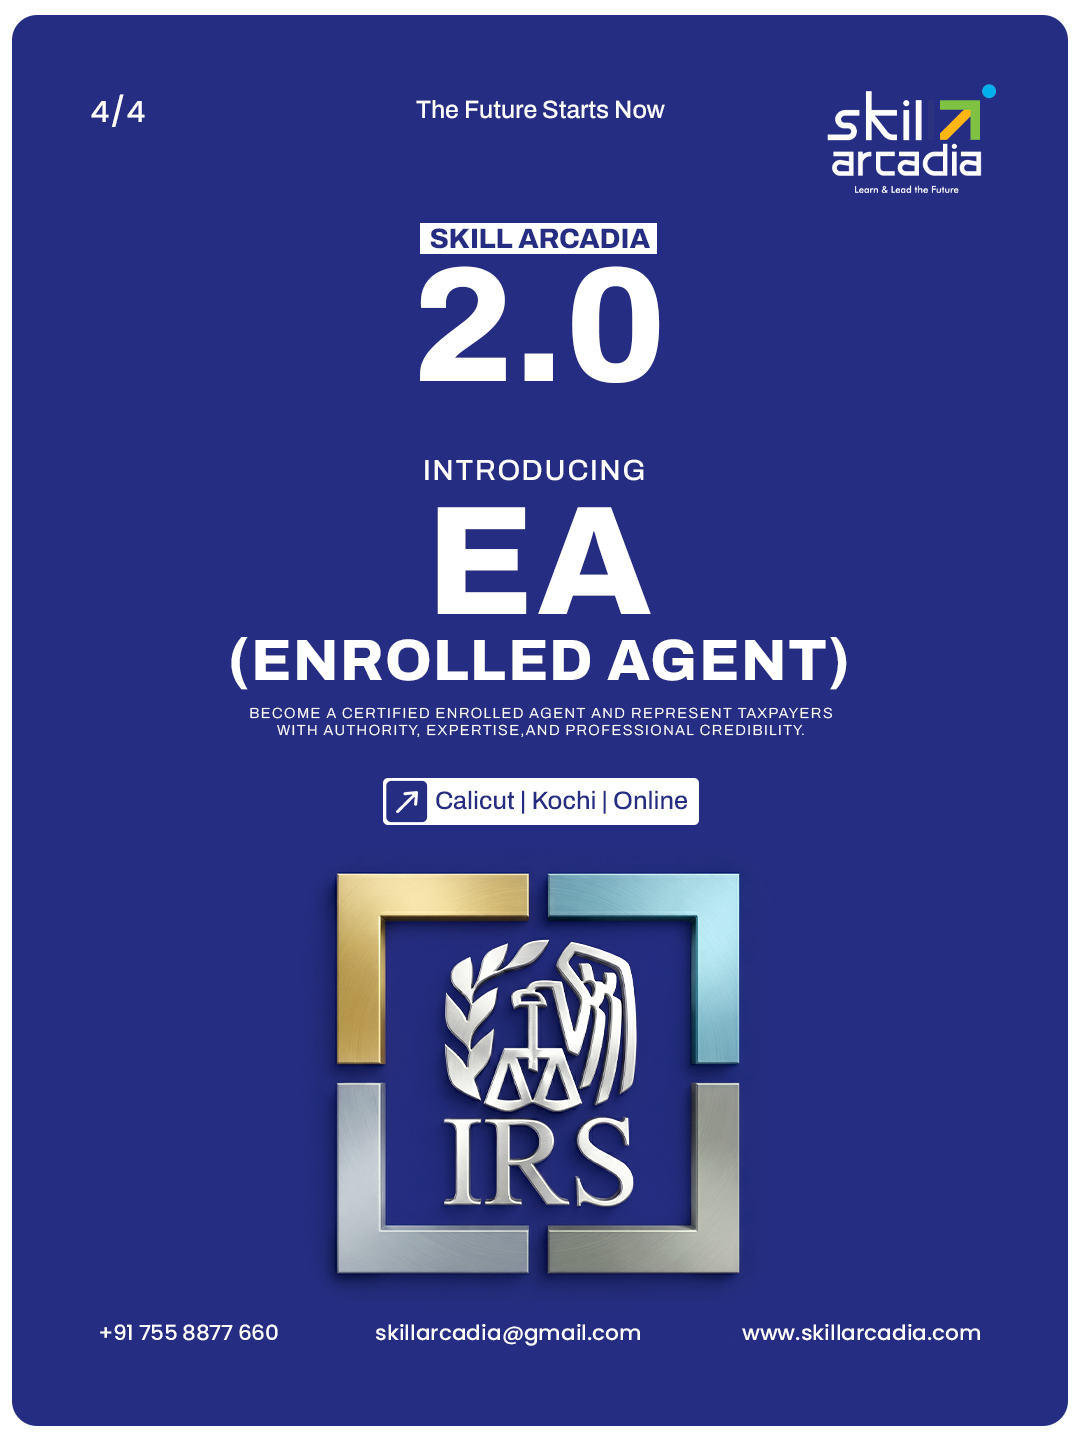 4/4
The Future Starts Now
skill
arcadia
Learn & Lead the Future
SKILL ARCADIA
2.0
INTRODUCING
EA
(ENROLLED AGENT)
BECOME A CERTIFIED ENROLLED AGENT AND REPRESENT TAXPAYERS
WITH AUTHORITY, EXPERTISE,AND PROFESSIONAL CREDIBILITY.
Calicut | Kochi | Online
IRS
+91 755 8877 660
skillarcadia@gmail.com
www.skillarcadia.com